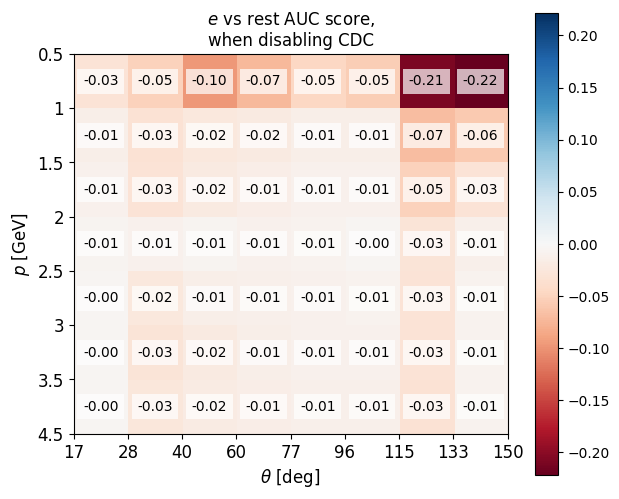 e vs rest AUC score,
when disabling CDC
0.5
-0.03 -0.05 -0.10 -0.07 -0.05 -0.05 -0.21 -0.22
1
-0.01 -0.03 -0.02 -0.02 -0.01 -0.01 -0.07 -0.06
1.5
-0.01 -0.03 -0.02 -0.01 -0.01 -0.01 -0.05 -0.03
2
-0.01 -0.01 -0.01 -0.01 -0.01 -0.00 -0.03 -0.01
2.5
-0.00 -0.02 -0.01 -0.01 -0.01 -0.01 -0.03 -0.01
3
-0.00 -0.03 -0.02 -0.01 -0.01 -0.01 -0.03 -0.01
3.5
-0.00 -0.03 -0.02 -0.01 -0.01 -0.01 -0.03 -0.01
4.5
p [GeV]
17 28 40 60 77 96 115 133 150
θ [deg]
0.20
0.15
0.10
0.05
0.00
−0.05
−0.10
−0.15
−0.20